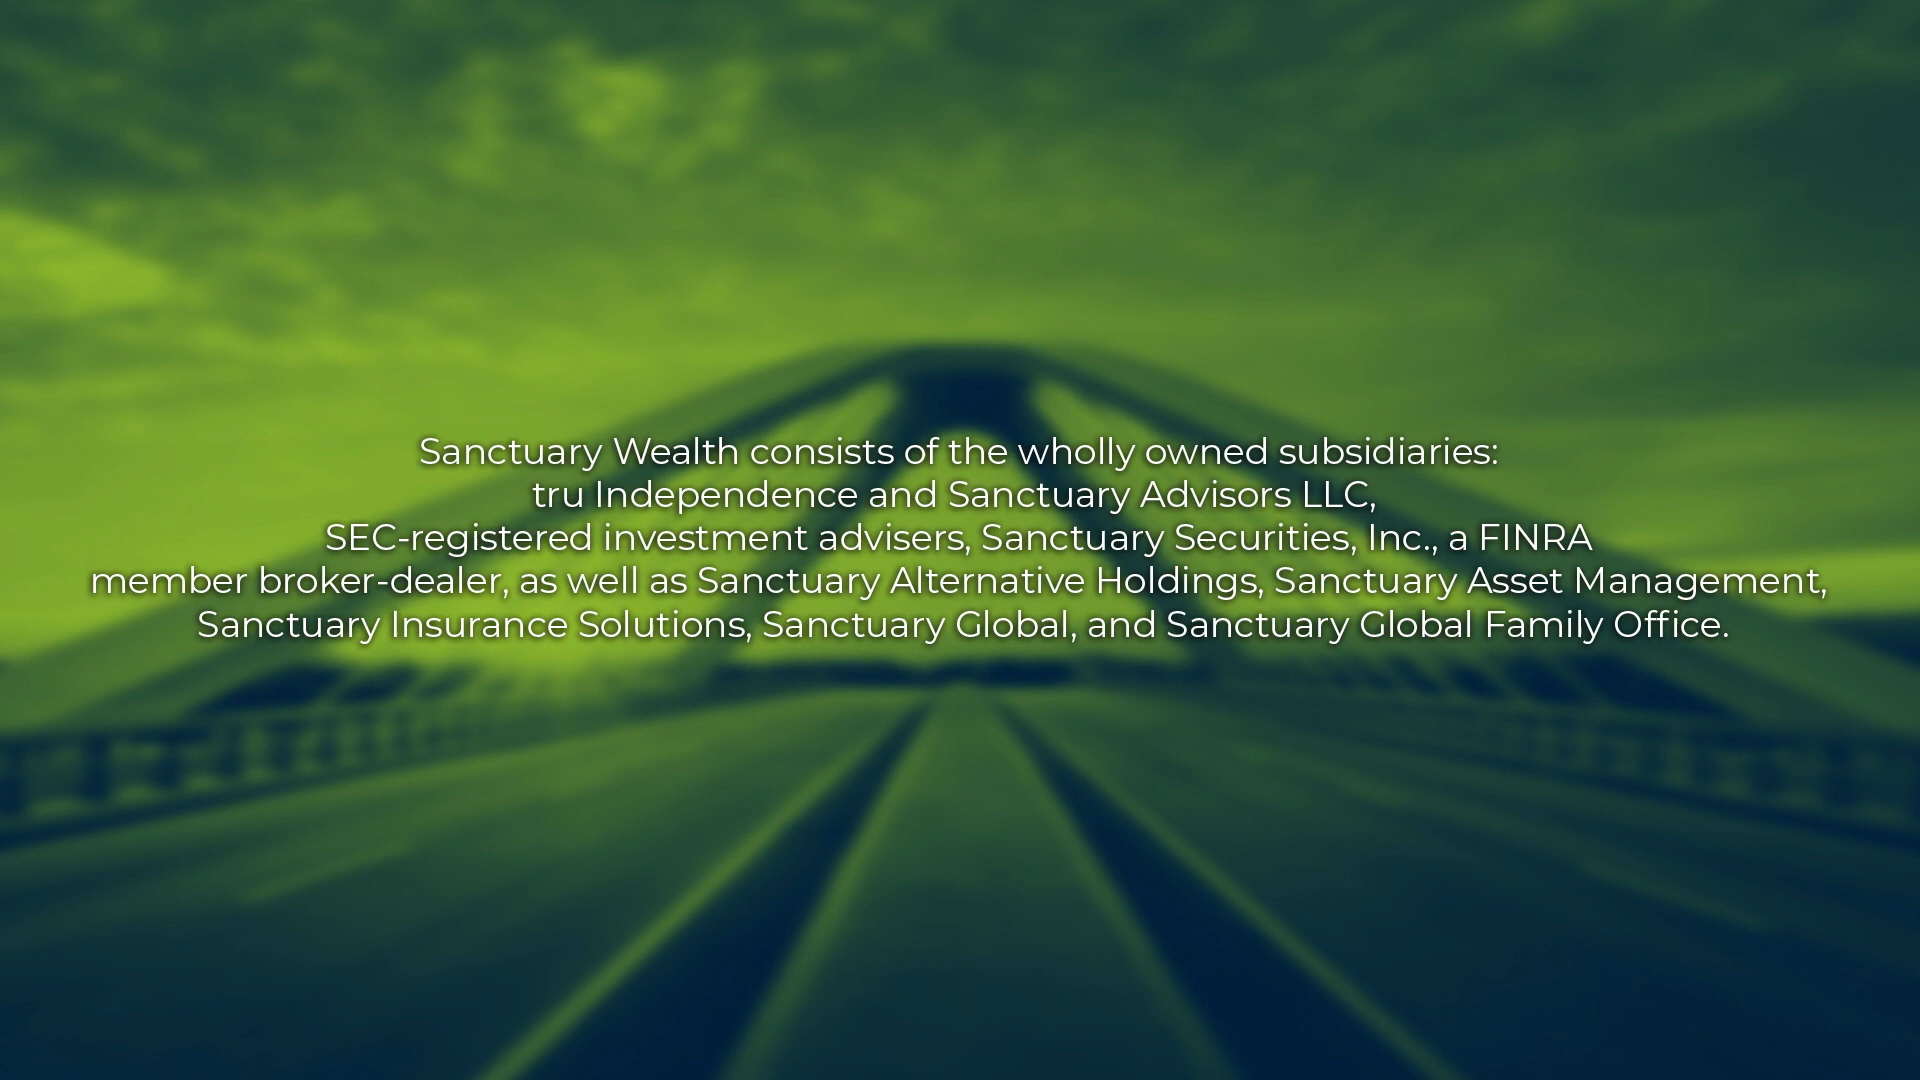 Sanctuary Wealth consists of the wholly owned subsidiaries:
tru Independence and Sanctuary Advisors LLC,
SEC-registered investment advisers, Sanctuary Securities, Inc., a FINRA
member broker-dealer, as well as Sanctuary Alternative Holdings, Sanctuary Asset Management,
Sanctuary Insurance Solutions, Sanctuary Global, and Sanctuary Global Family Office.